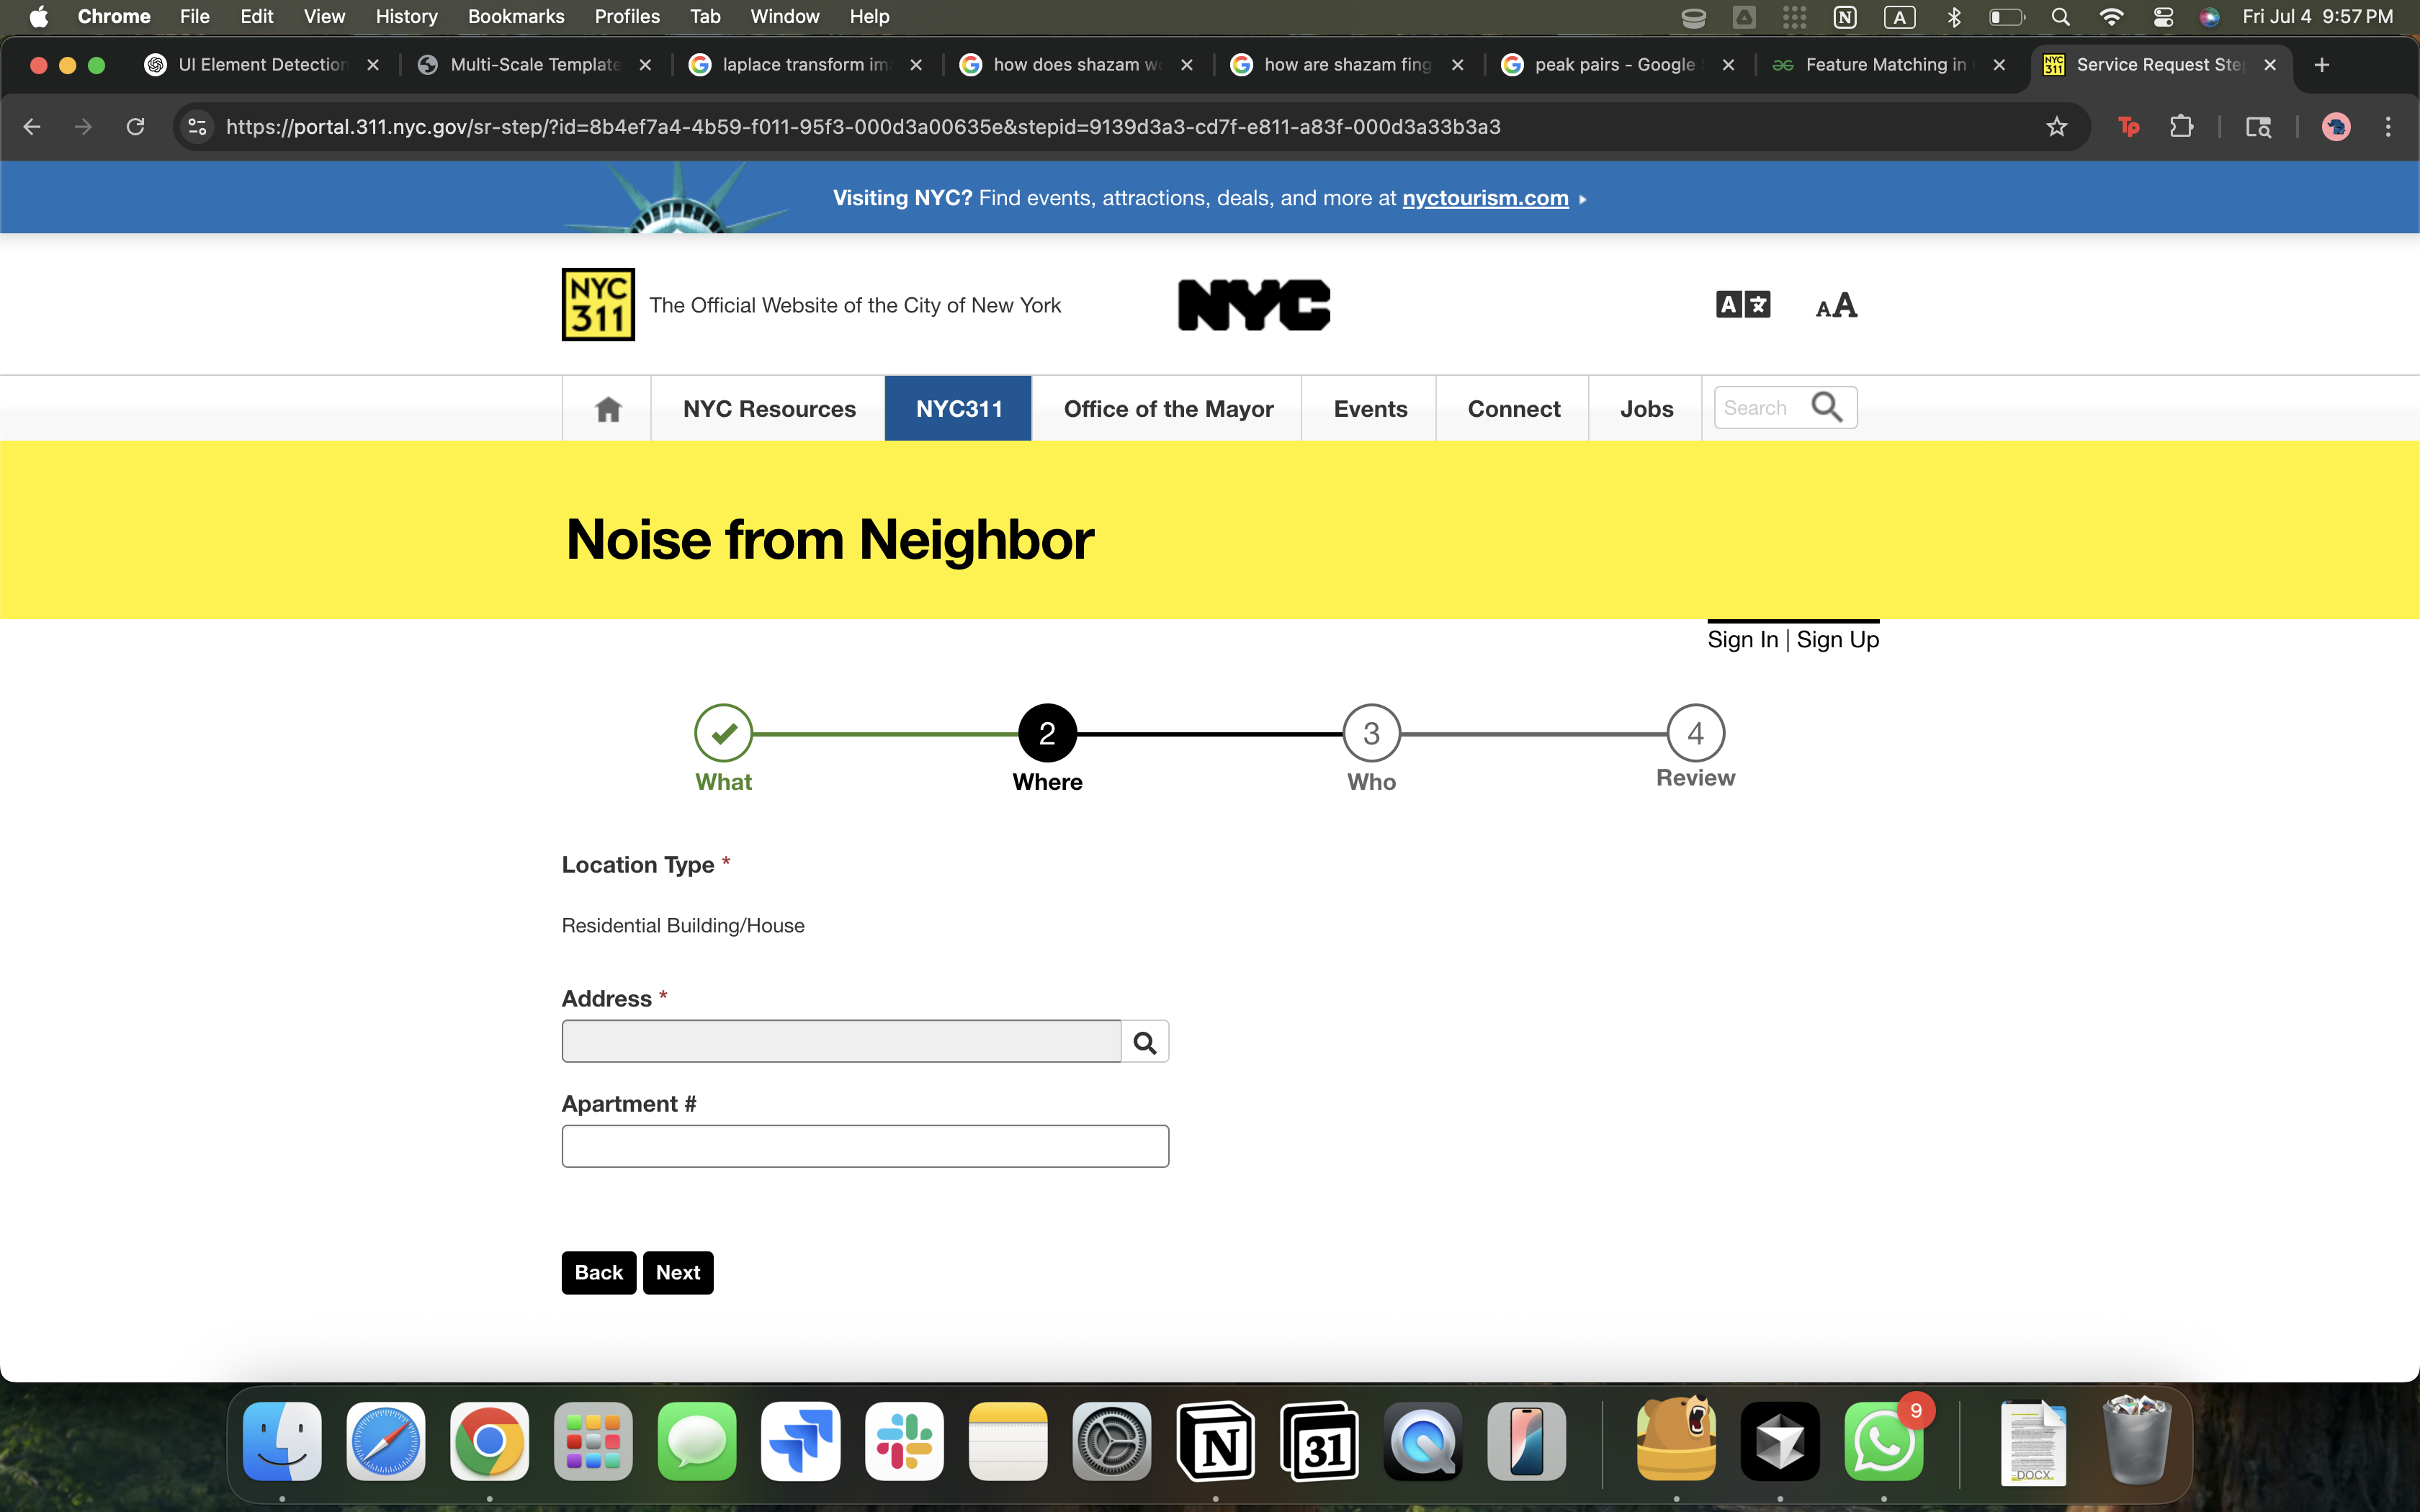 Chrome File Edit View History Bookmarks Profiles Tab Window Help
N A Fri Jul 4 9:57 PM
UI Element Detection
Multi-Scale Template
laplace transform im
how does shazam w
how are shazam fing
peak pairs - Google
Feature Matching in
NYC 311 Service Request Ste
https://portal.311.nyc.gov/sr-step/?id=8b4ef7a4-4b59-f011-95f3-000d3a00635e&stepid=9139d3a3-cd7f-e811-a83f-000d3a33b3a3
Tp
Visiting NYC? Find events, attractions, deals, and more at nyctourism.com
NYC
311
The Official Website of the City of New York
NYC
A 文
AA
NYC Resources NYC311 Office of the Mayor Events Connect Jobs Search
Noise from Neighbor
Sign In | Sign Up
2 3 4
What Where Who Review
Location Type *
Residential Building/House
Address *
Apartment #
Back Next
N 31 9
DOCX